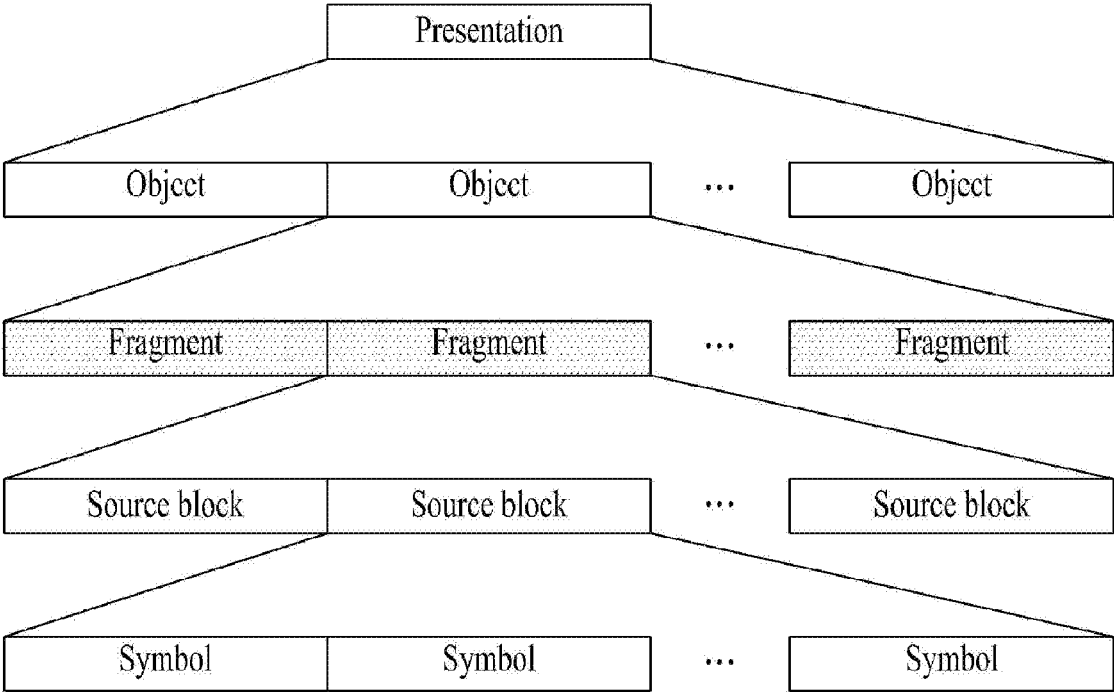 Presentation
Object Object ... Object
Fragment Fragment ... Fragment
Source block Source block ... Source block
Symbol Symbol ... Symbol